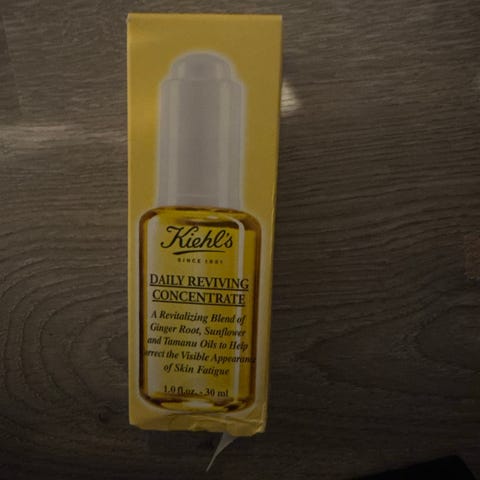 Kiehl's
SINCE 1851
DAILY REVIVING
CONCENTRATE
A Revitalizing Blend of
Ginger Root, Sunflower
and Tamanu Oils to Help
orrect the Visible Appearanc
of Skin Fatigue
1.0 fl.oz. - 30 ml